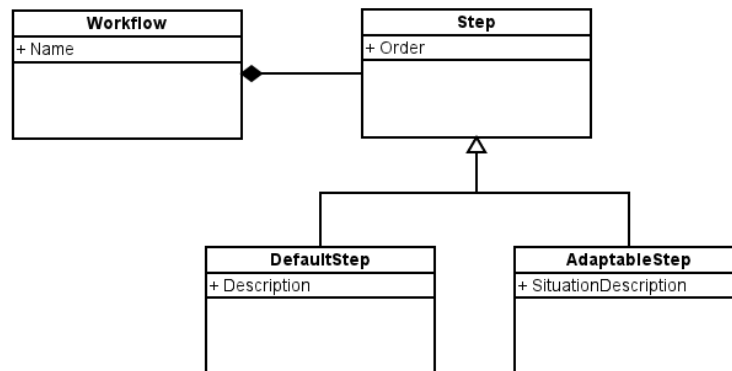 Workflow
+ Name
Step
+ Order
DefaultStep
+ Description
AdaptableStep
+ SituationDescription